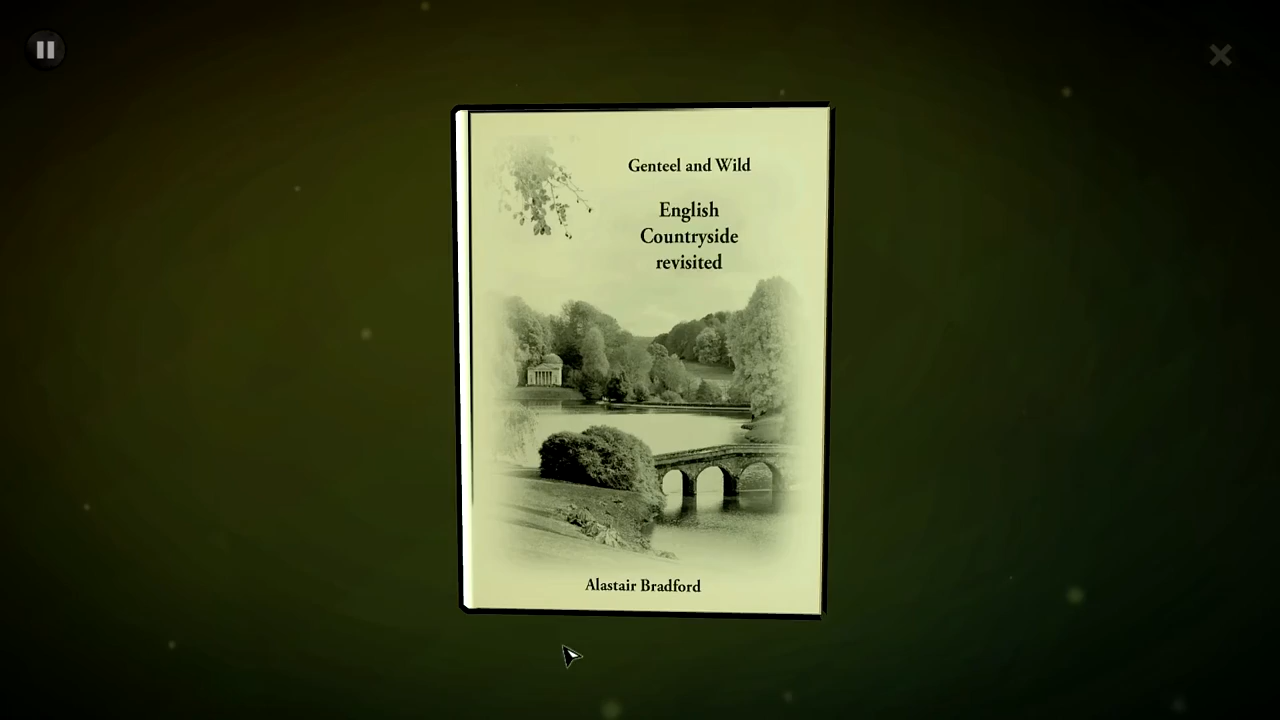 Genteel and Wild
English
Countryside
revisited
Alastair Bradford